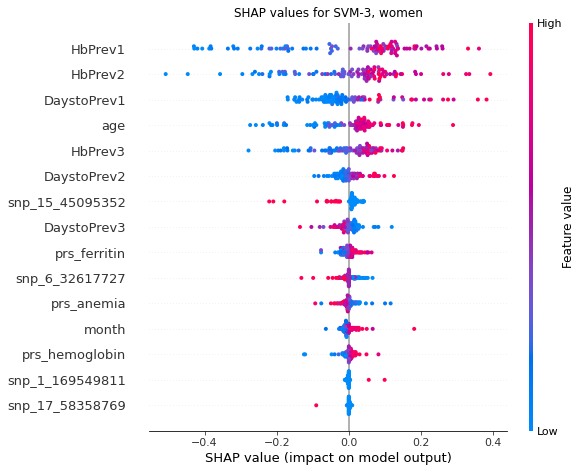 SHAP values for SVM-3, women
High
HbPrev1
HbPrev2
DaystoPrev1
age
HbPrev3
DaystoPrev2
snp_15_45095352
DaystoPrev3
prs_ferritin
snp_6_32617727
prs_anemia
month
prs_hemoglobin
snp_1_169549811
snp_17_58358769
Feature value
Low
−0.4 −0.2 0.0 0.2 0.4
SHAP value (impact on model output)